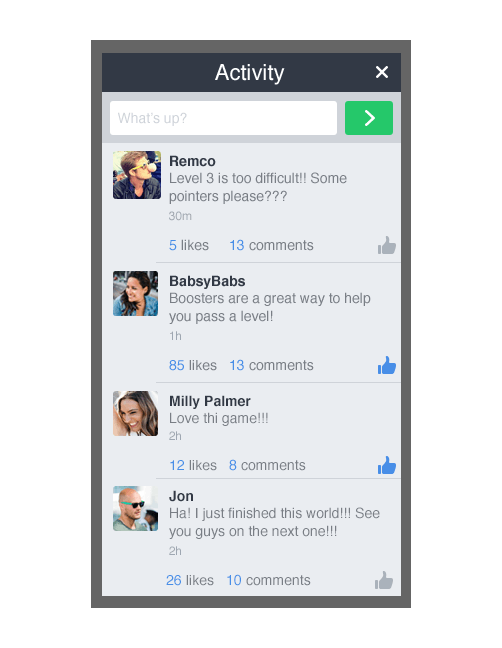 Activity
What's up?
Remco
Level 3 is too difficult!! Some
pointers please???
30m
5 likes 13 comments
BabsyBabs
Boosters are a great way to help
you pass a level!
1h
85 likes 13 comments
Milly Palmer
Love thi game!!!
2h
12 likes 8 comments
Jon
Ha! I just finished this world!!! See
you guys on the next one!!!
2h
26 likes 10 comments